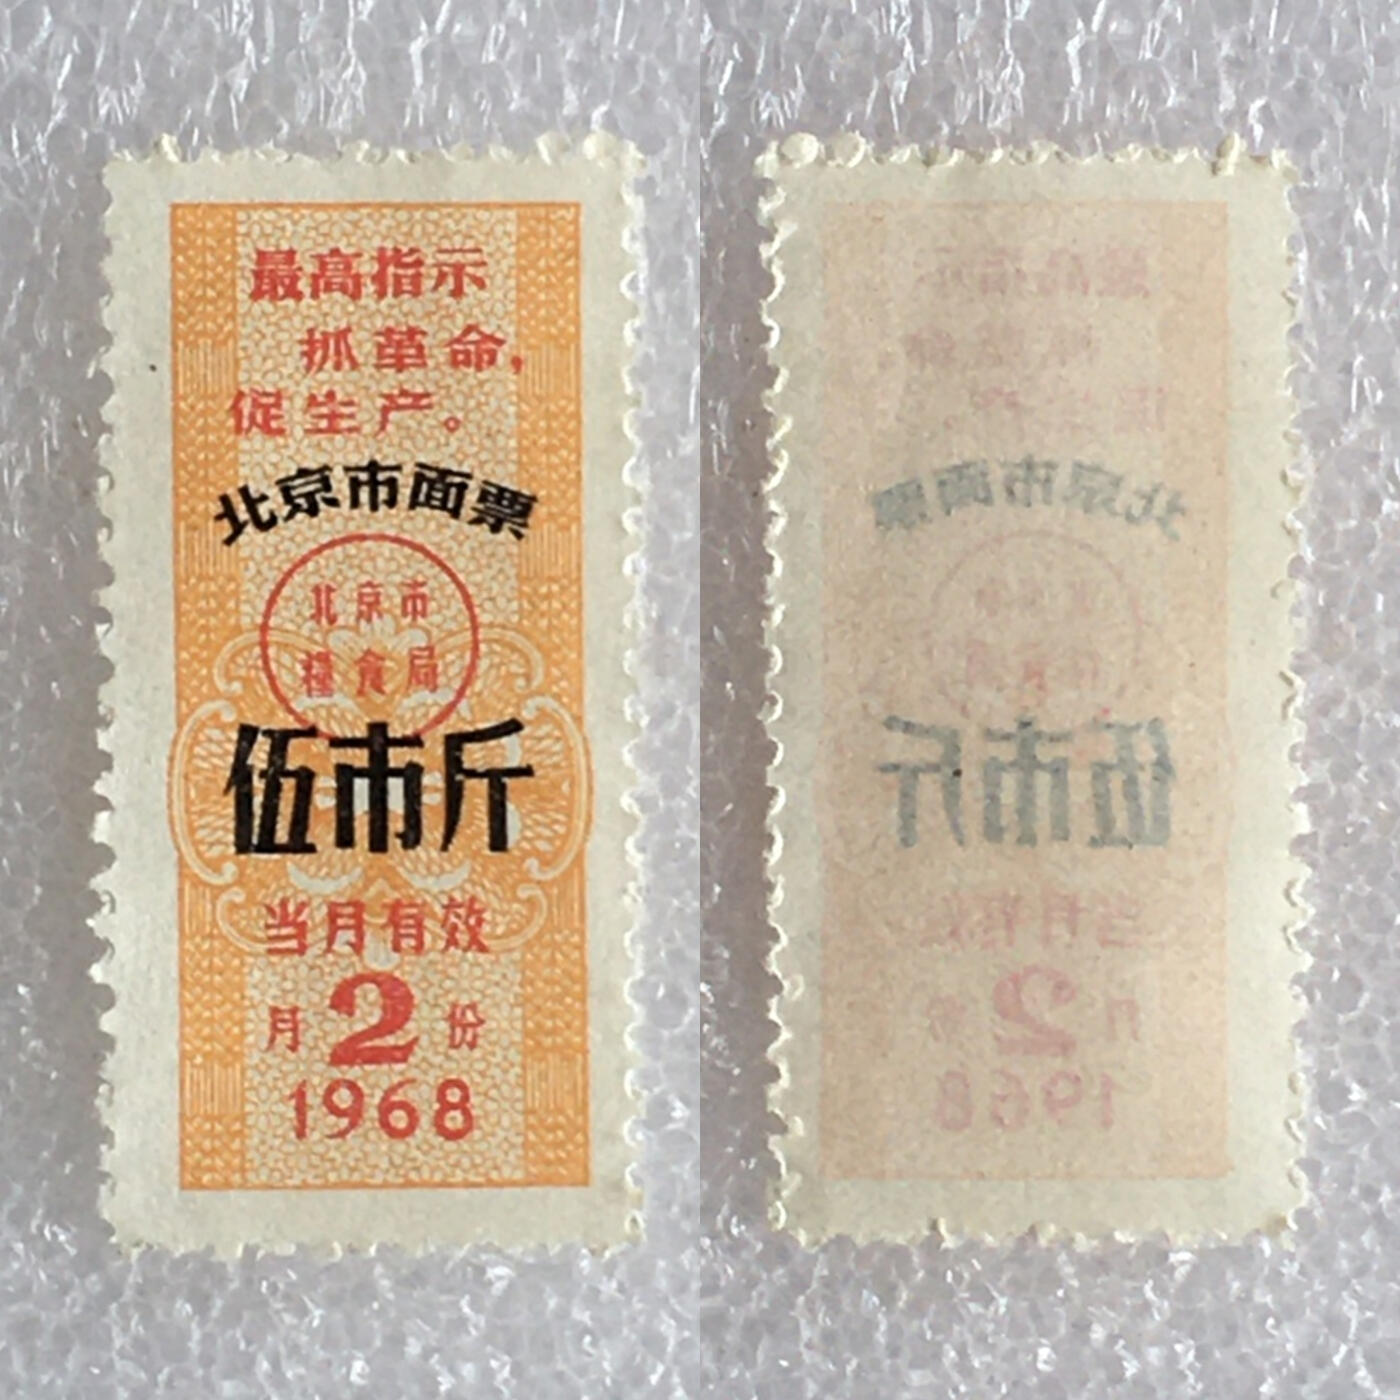 最高指示
抓革命，
促生产。
北京市面票
北京市
糧食局
伍市斤
当月有效
月2份
1968